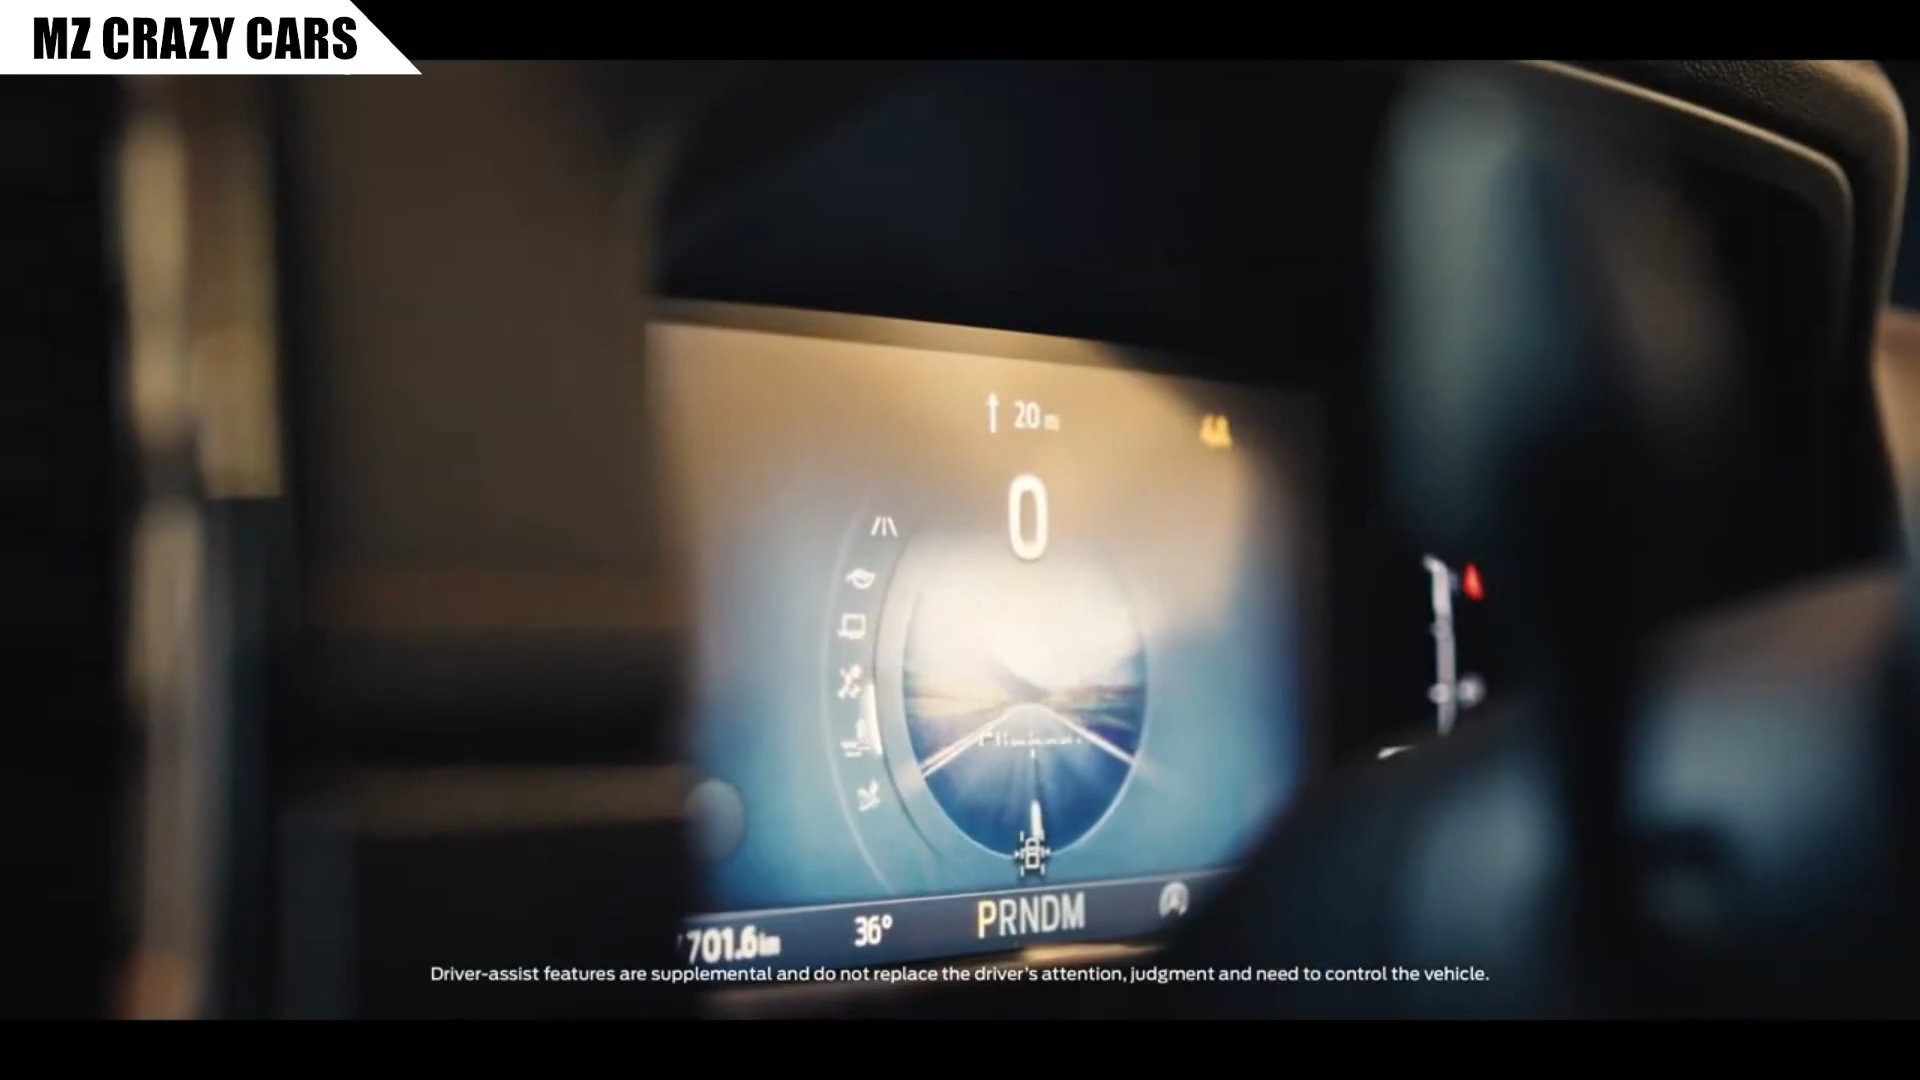 MZ CRAZY CARS
20 m
0
701.6 km
36°
PRNDM
Driver-assist features are supplemental and do not replace the driver's attention, judgment and need to control the vehicle.